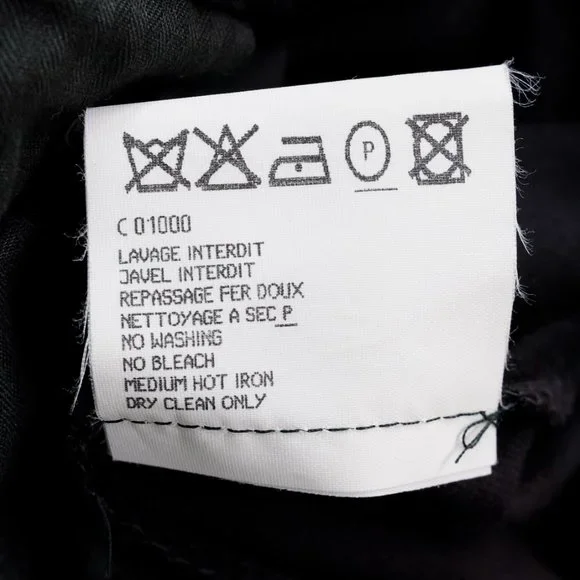 P
C 01000
LAVAGE INTERDIT
JAVEL INTERDIT
REPASSAGE FER DOUX
NETTOYAGE A SEC P
NO WASHING
NO BLEACH
MEDIUM HOT IRON
DRY CLEAN ONLY